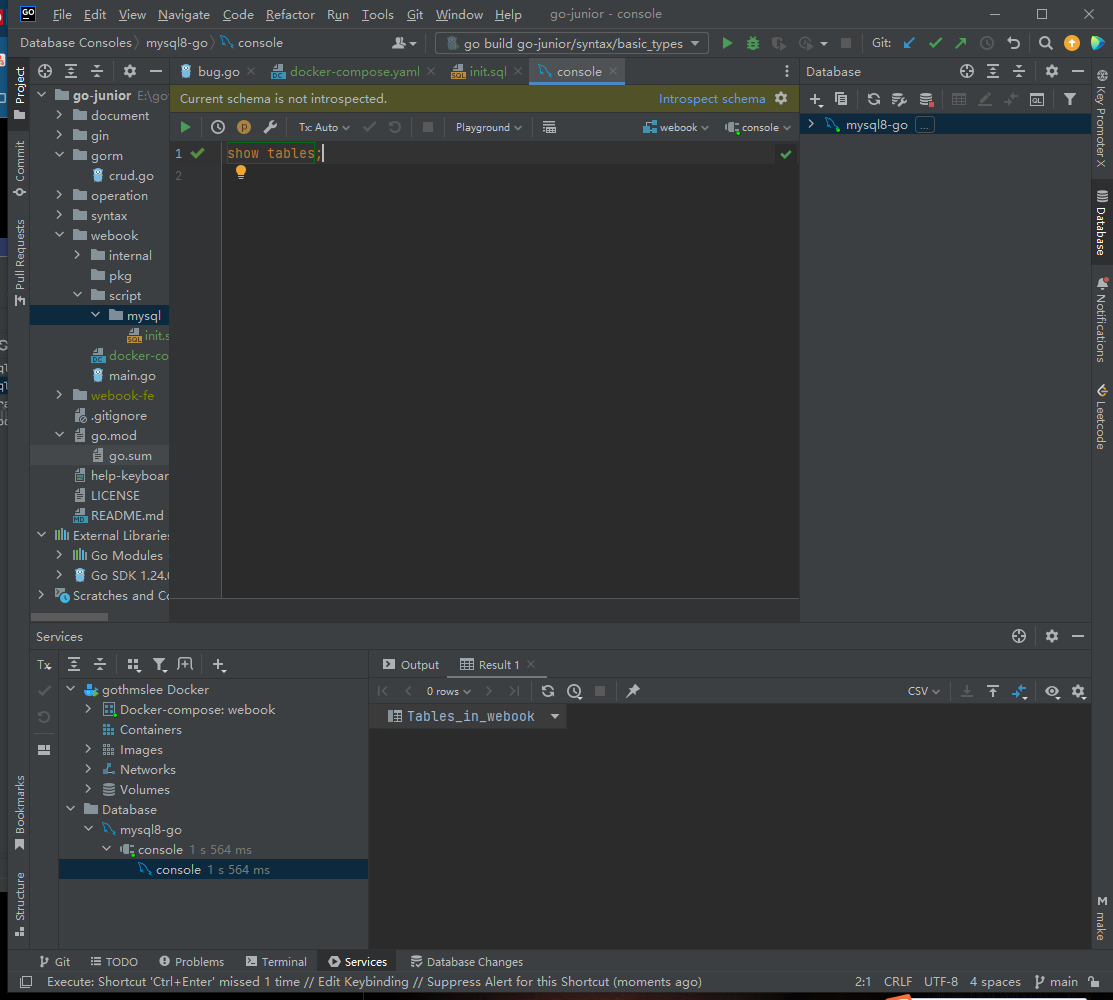 File Edit View Navigate Code Refactor Run Tools Git Window Help go-junior - console
Database Consoles mysql8-go console go build go-junior/syntax/basic_types Git:
bug.go docker-compose.yaml init.sql console Database
Project
Commit
Pull Requests
Bookmarks
Structure
go-junior E:\go
document
gin
gorm
crud.go
operation
syntax
webook
internal
pkg
script
mysql
init.s
docker-co
main.go
webook-fe
.gitignore
go.mod
go.sum
help-keyboar
LICENSE
README.md
External Libraries
Go Modules
Go SDK 1.24.0
Scratches and Co
Current schema is not introspected. Introspect schema
Tx: Auto Playground webook console
1 show tables;
2
mysql8-go ...
Key Promoter X
Database
Notifications
Leetcode
make
Services
Tx
gothmslee Docker
Docker-compose: webook
Containers
Images
Networks
Volumes
Database
mysql8-go
console 1 s 564 ms
console 1 s 564 ms
Output Result 1
0 rows CSV
Tables_in_webook
Git TODO Problems Terminal Services Database Changes
Execute: Shortcut 'Ctrl+Enter' missed 1 time // Edit Keybinding // Suppress Alert for this Shortcut (moments ago) 2:1 CRLF UTF-8 4 spaces main